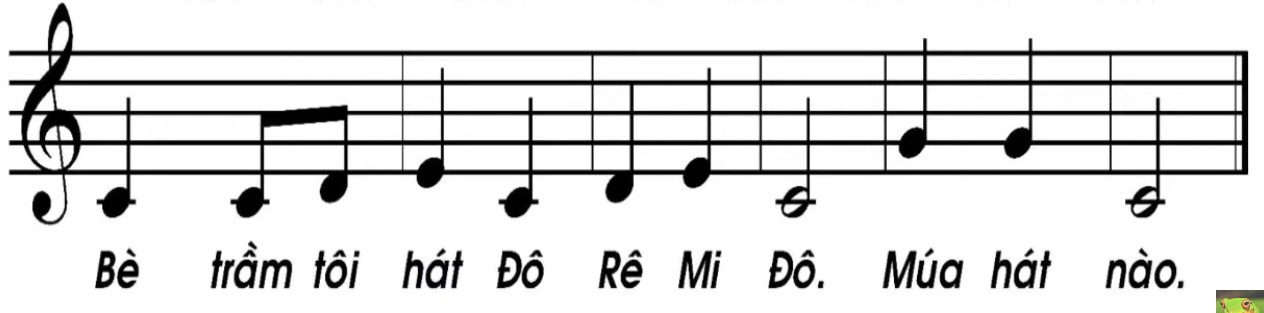 Bè trầm tôi hát Đô Rê Mi Đô. Múa hát nào.